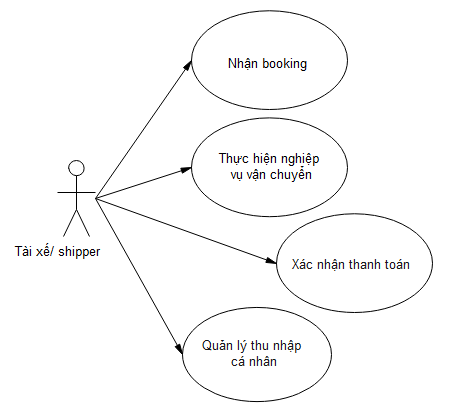 Nhận booking
Thực hiện nghiệp
vụ vận chuyển
Tài xế/ shipper
Xác nhận thanh toán
Quản lý thu nhập
cá nhân